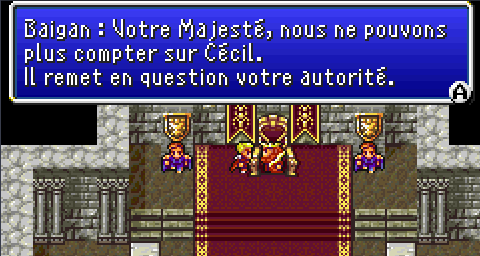 Baigan : Votre Majesté, nous ne pouvons
plus compter sur Cécil.
Il remet en question votre autorité.
A